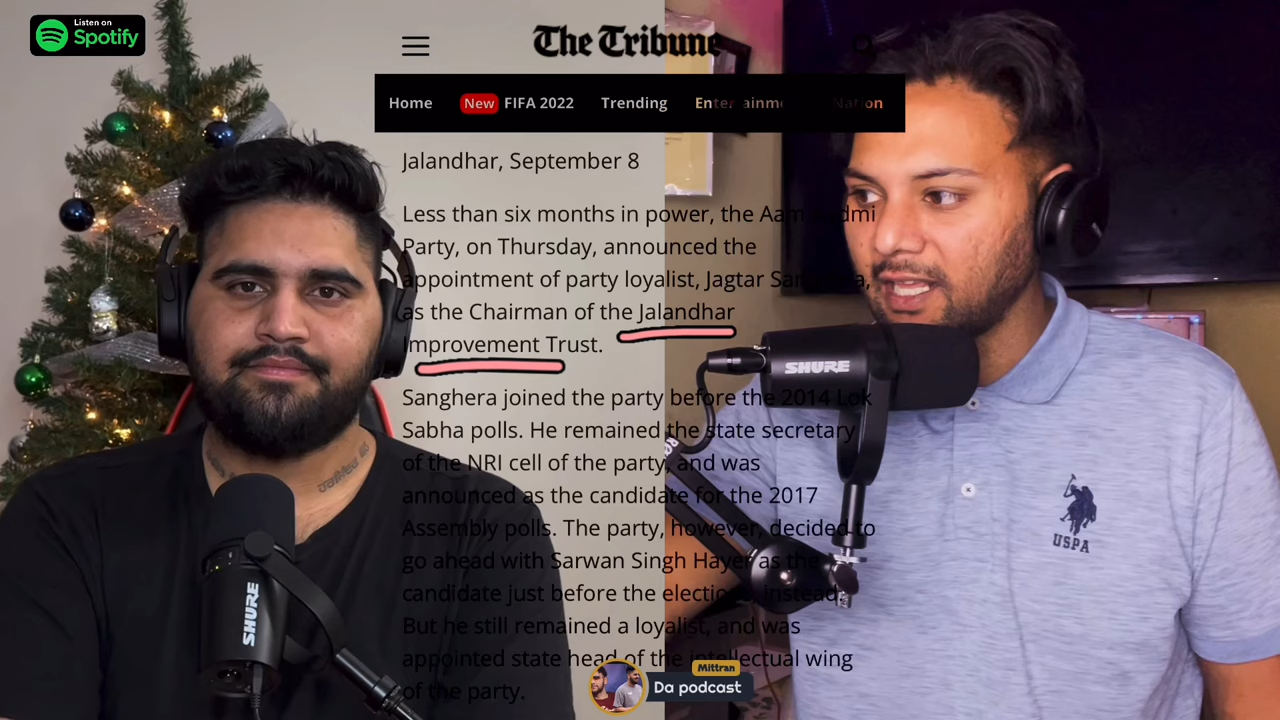 Listen on
Spotify
The Tribune
Home New FIFA 2022 Trending Entertainment Nation
Jalandhar, September 8
Less than six months in power, the Aam Aadmi
Party, on Thursday, announced the
appointment of party loyalist, Jagtar Sanghera,
as the Chairman of the Jalandhar
Improvement Trust.
Sanghera joined the party before the 2014 Lok
Sabha polls. He remained the state secretary
of the NRI cell of the party, and was
announced as the candidate for the 2017
Assembly polls. The party, however, decided to
go ahead with Sarwan Singh Hayer as the
candidate just before the elections, instead.
But he still remained a loyalist, and was
appointed state head of the intellectual wing
of the party.
SHURE
SHURE
USPA
Mittran
Da podcast